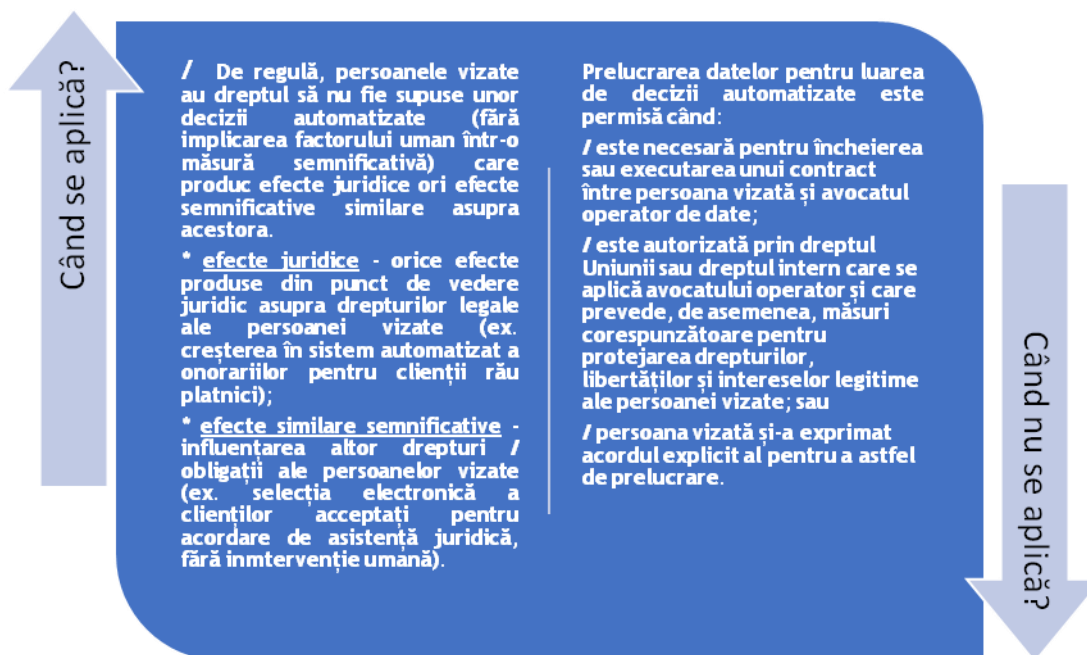 Când se aplică?
/ De regulă, persoanele vizate
au dreptul să nu fie supuse unor
decizii automatizate (fără
implicarea factorului uman într-o
măsură semnificativă) care
produc efecte juridice ori efecte
semnificative similare asupra
acestora.
* efecte juridice - orice efecte
produse din punct de vedere
juridic asupra drepturilor legale
ale persoanei vizate (ex.
creșterea în sistem automatizat a
onorariilor pentru clienții rău
platnici);
* efecte similare semnificative -
influențarea altor drepturi /
obligații ale persoanelor vizate
(ex. selecția electronică a
clienților acceptați pentru
acordare de asistență juridică,
fără inmtervenție umană).
Prelucrarea datelor pentru luarea
de decizii automatizate este
permisă când:
/ este necesară pentru încheierea
sau executarea unui contract
între persoana vizată și avocatul
operator de date;
/ este autorizată prin dreptul
Uniunii sau dreptul intern care se
aplică avocatului operator și care
prevede, de asemenea, măsuri
corespunzătoare pentru
protejarea drepturilor,
libertăților și intereselor legitime
ale persoanei vizate; sau
/ persoana vizată și-a exprimat
acordul explicit al pentru a astfel
de prelucrare.
Când nu se aplică?